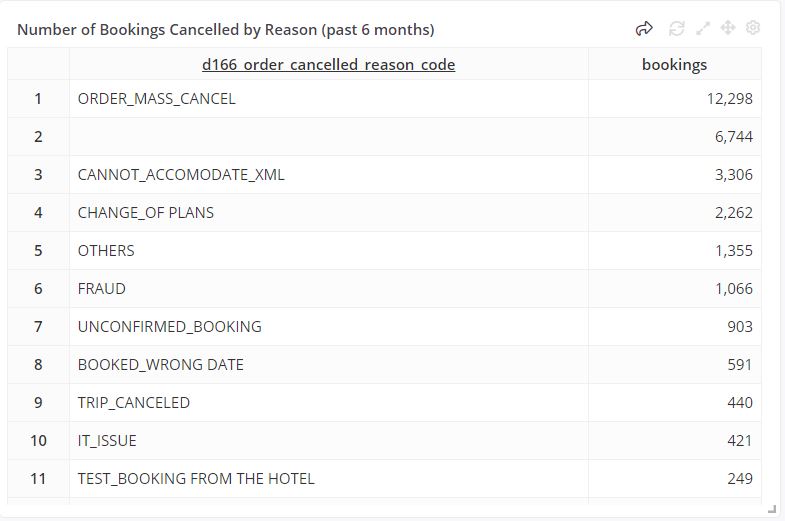 Number of Bookings Cancelled by Reason (past 6 months)
d166_order_cancelled_reason_code bookings
1 ORDER_MASS_CANCEL 12,298
2 6,744
3 CANNOT_ACCOMODATE_XML 3,306
4 CHANGE_OF PLANS 2,262
5 OTHERS 1,355
6 FRAUD 1,066
7 UNCONFIRMED_BOOKING 903
8 BOOKED_WRONG DATE 591
9 TRIP_CANCELED 440
10 IT_ISSUE 421
11 TEST_BOOKING FROM THE HOTEL 249